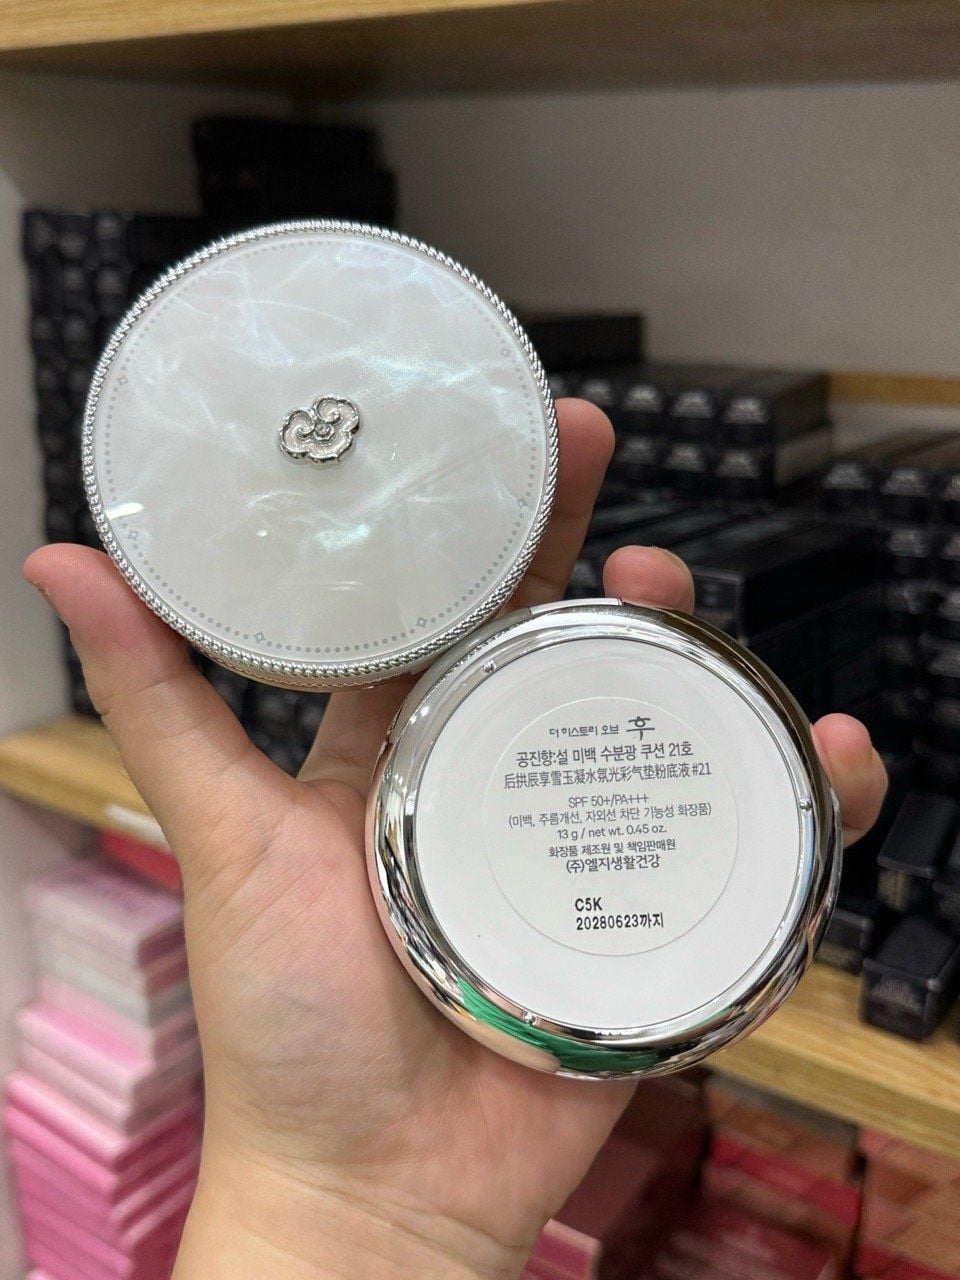 더 히스토리 오브 후
공진향:설 미백 수분광 쿠션 21호
后拱辰享雪玉凝水氛光彩气垫粉底液 #21
SPF 50+/PA+++
(미백, 주름개선, 자외선 차단 기능성 화장품)
13 g / net wt. 0.45 oz.
화장품 제조원 및 책임판매원
(주)엘지생활건강
C5K
20280623까지